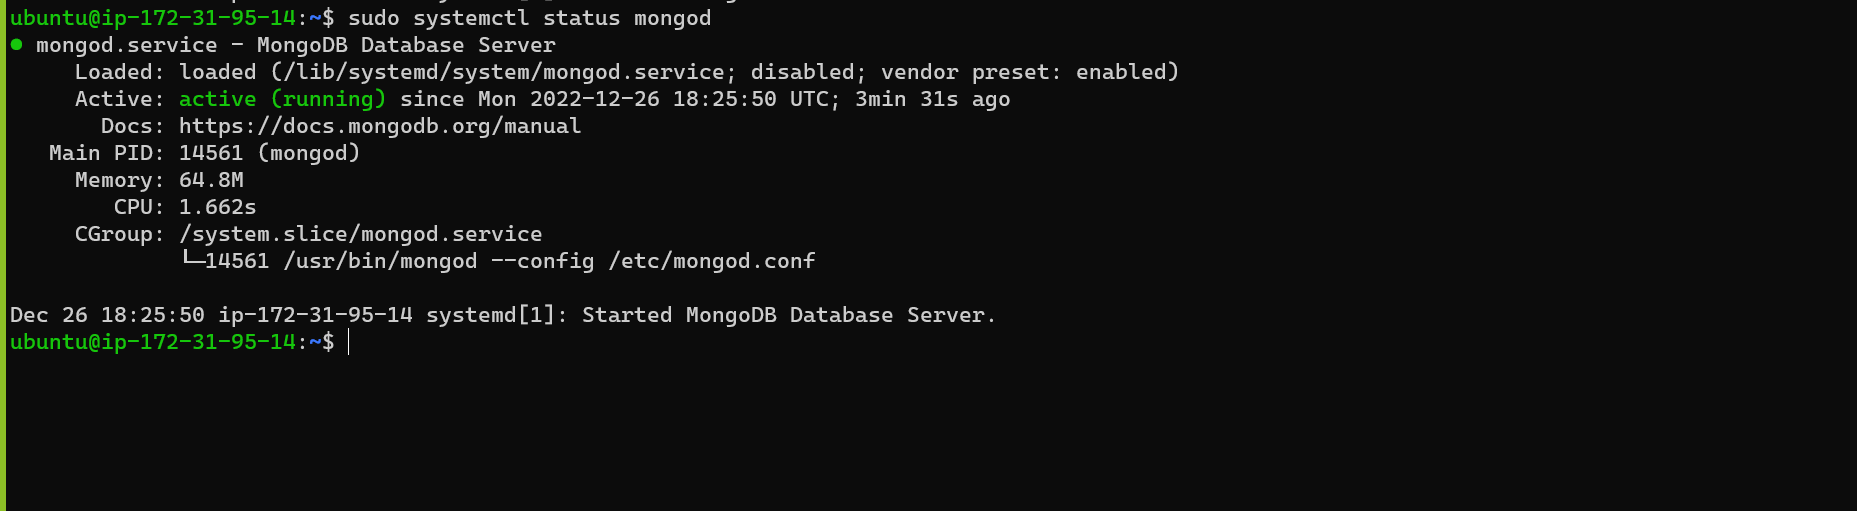 ubuntu@ip-172-31-95-14:~$ sudo systemctl status mongod
● mongod.service - MongoDB Database Server
     Loaded: loaded (/lib/systemd/system/mongod.service; disabled; vendor preset: enabled)
     Active: active (running) since Mon 2022-12-26 18:25:50 UTC; 3min 31s ago
       Docs: https://docs.mongodb.org/manual
   Main PID: 14561 (mongod)
     Memory: 64.8M
        CPU: 1.662s
     CGroup: /system.slice/mongod.service
             └─14561 /usr/bin/mongod --config /etc/mongod.conf

Dec 26 18:25:50 ip-172-31-95-14 systemd[1]: Started MongoDB Database Server.
ubuntu@ip-172-31-95-14:~$